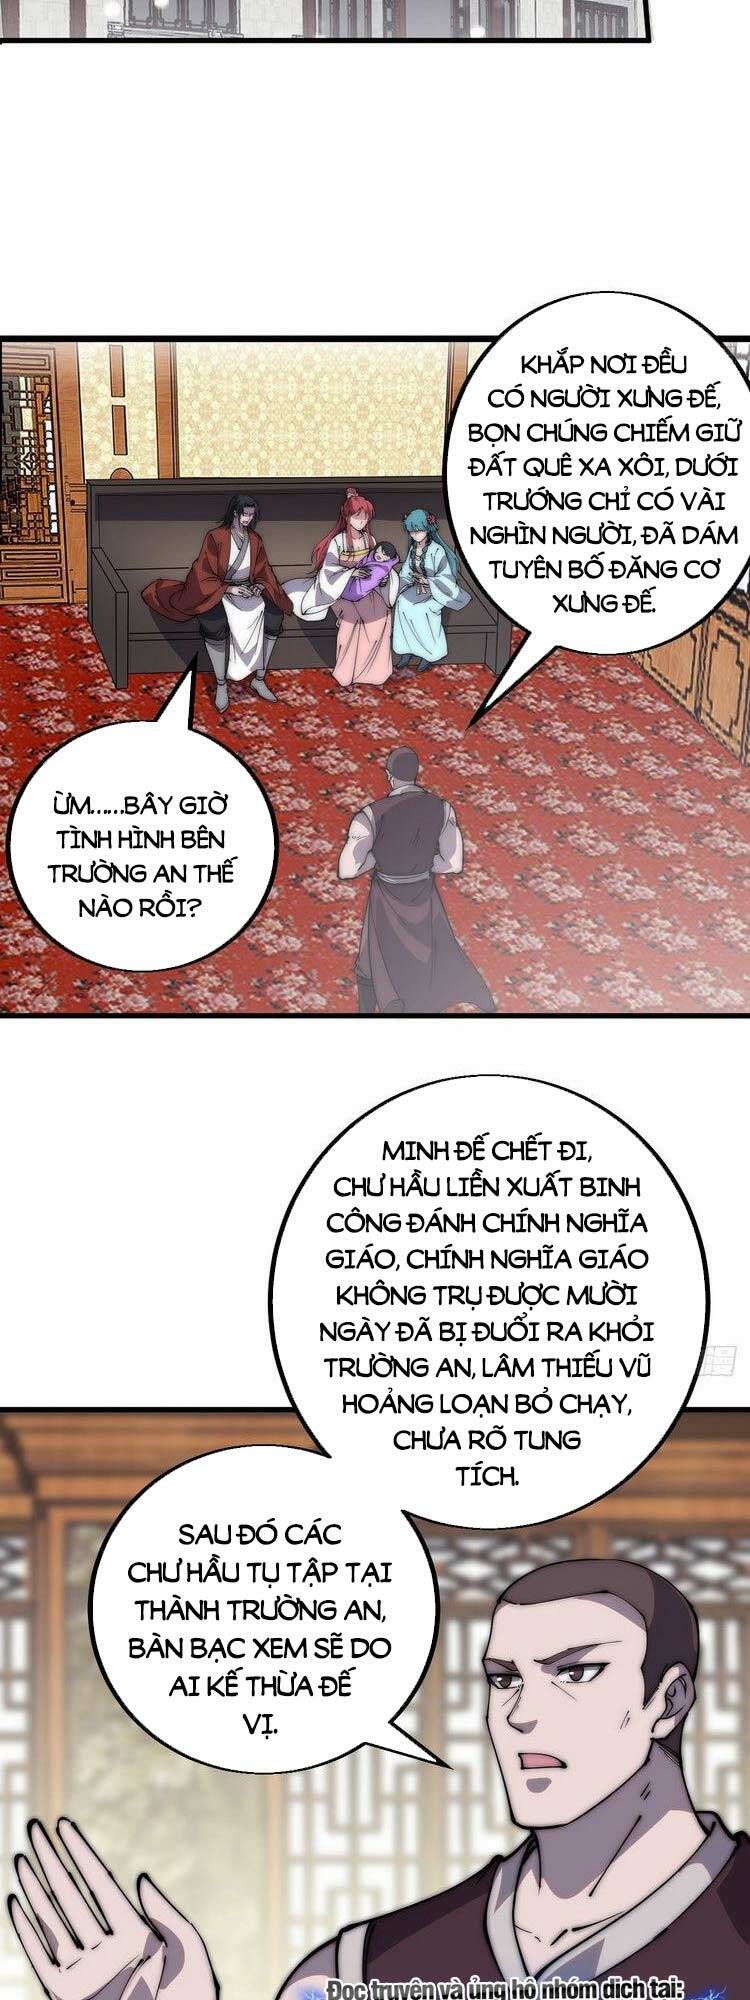 KHẮP NƠI ĐỀU
CÓ NGƯỜI XƯNG ĐẾ,
BỌN CHÚNG CHIẾM GIỮ
ĐẤT QUÊ XA XÔI, DƯỚI
TRƯỚNG CHỈ CÓ VÀI
NGHÌN NGƯỜI, ĐÃ DÁM
TUYÊN BỐ ĐĂNG CƠ
XƯNG ĐẾ.
ỪM......BÂY GIỜ
TÌNH HÌNH BÊN
TRƯỜNG AN THẾ
NÀO RỒI?
MINH ĐẾ CHẾT ĐI,
CHƯ HẦU LIỀN XUẤT BINH
CÔNG ĐÁNH CHÍNH NGHĨA
GIÁO, CHÍNH NGHĨA GIÁO
KHÔNG TRỤ ĐƯỢC MƯỜI
NGÀY ĐÃ BỊ ĐUỔI RA KHỎI
TRƯỜNG AN, LÂM THIẾU VŨ
HOẢNG LOẠN BỎ CHẠY,
CHƯA RÕ TUNG
TÍCH.
SAU ĐÓ CÁC
CHƯ HẦU TỤ TẬP TẠI
THÀNH TRƯỜNG AN,
BÀN BẠC XEM SẼ DO
AI KẾ THỪA ĐẾ
VỊ.
Đọc truyện và ủng hộ nhóm dịch tại: